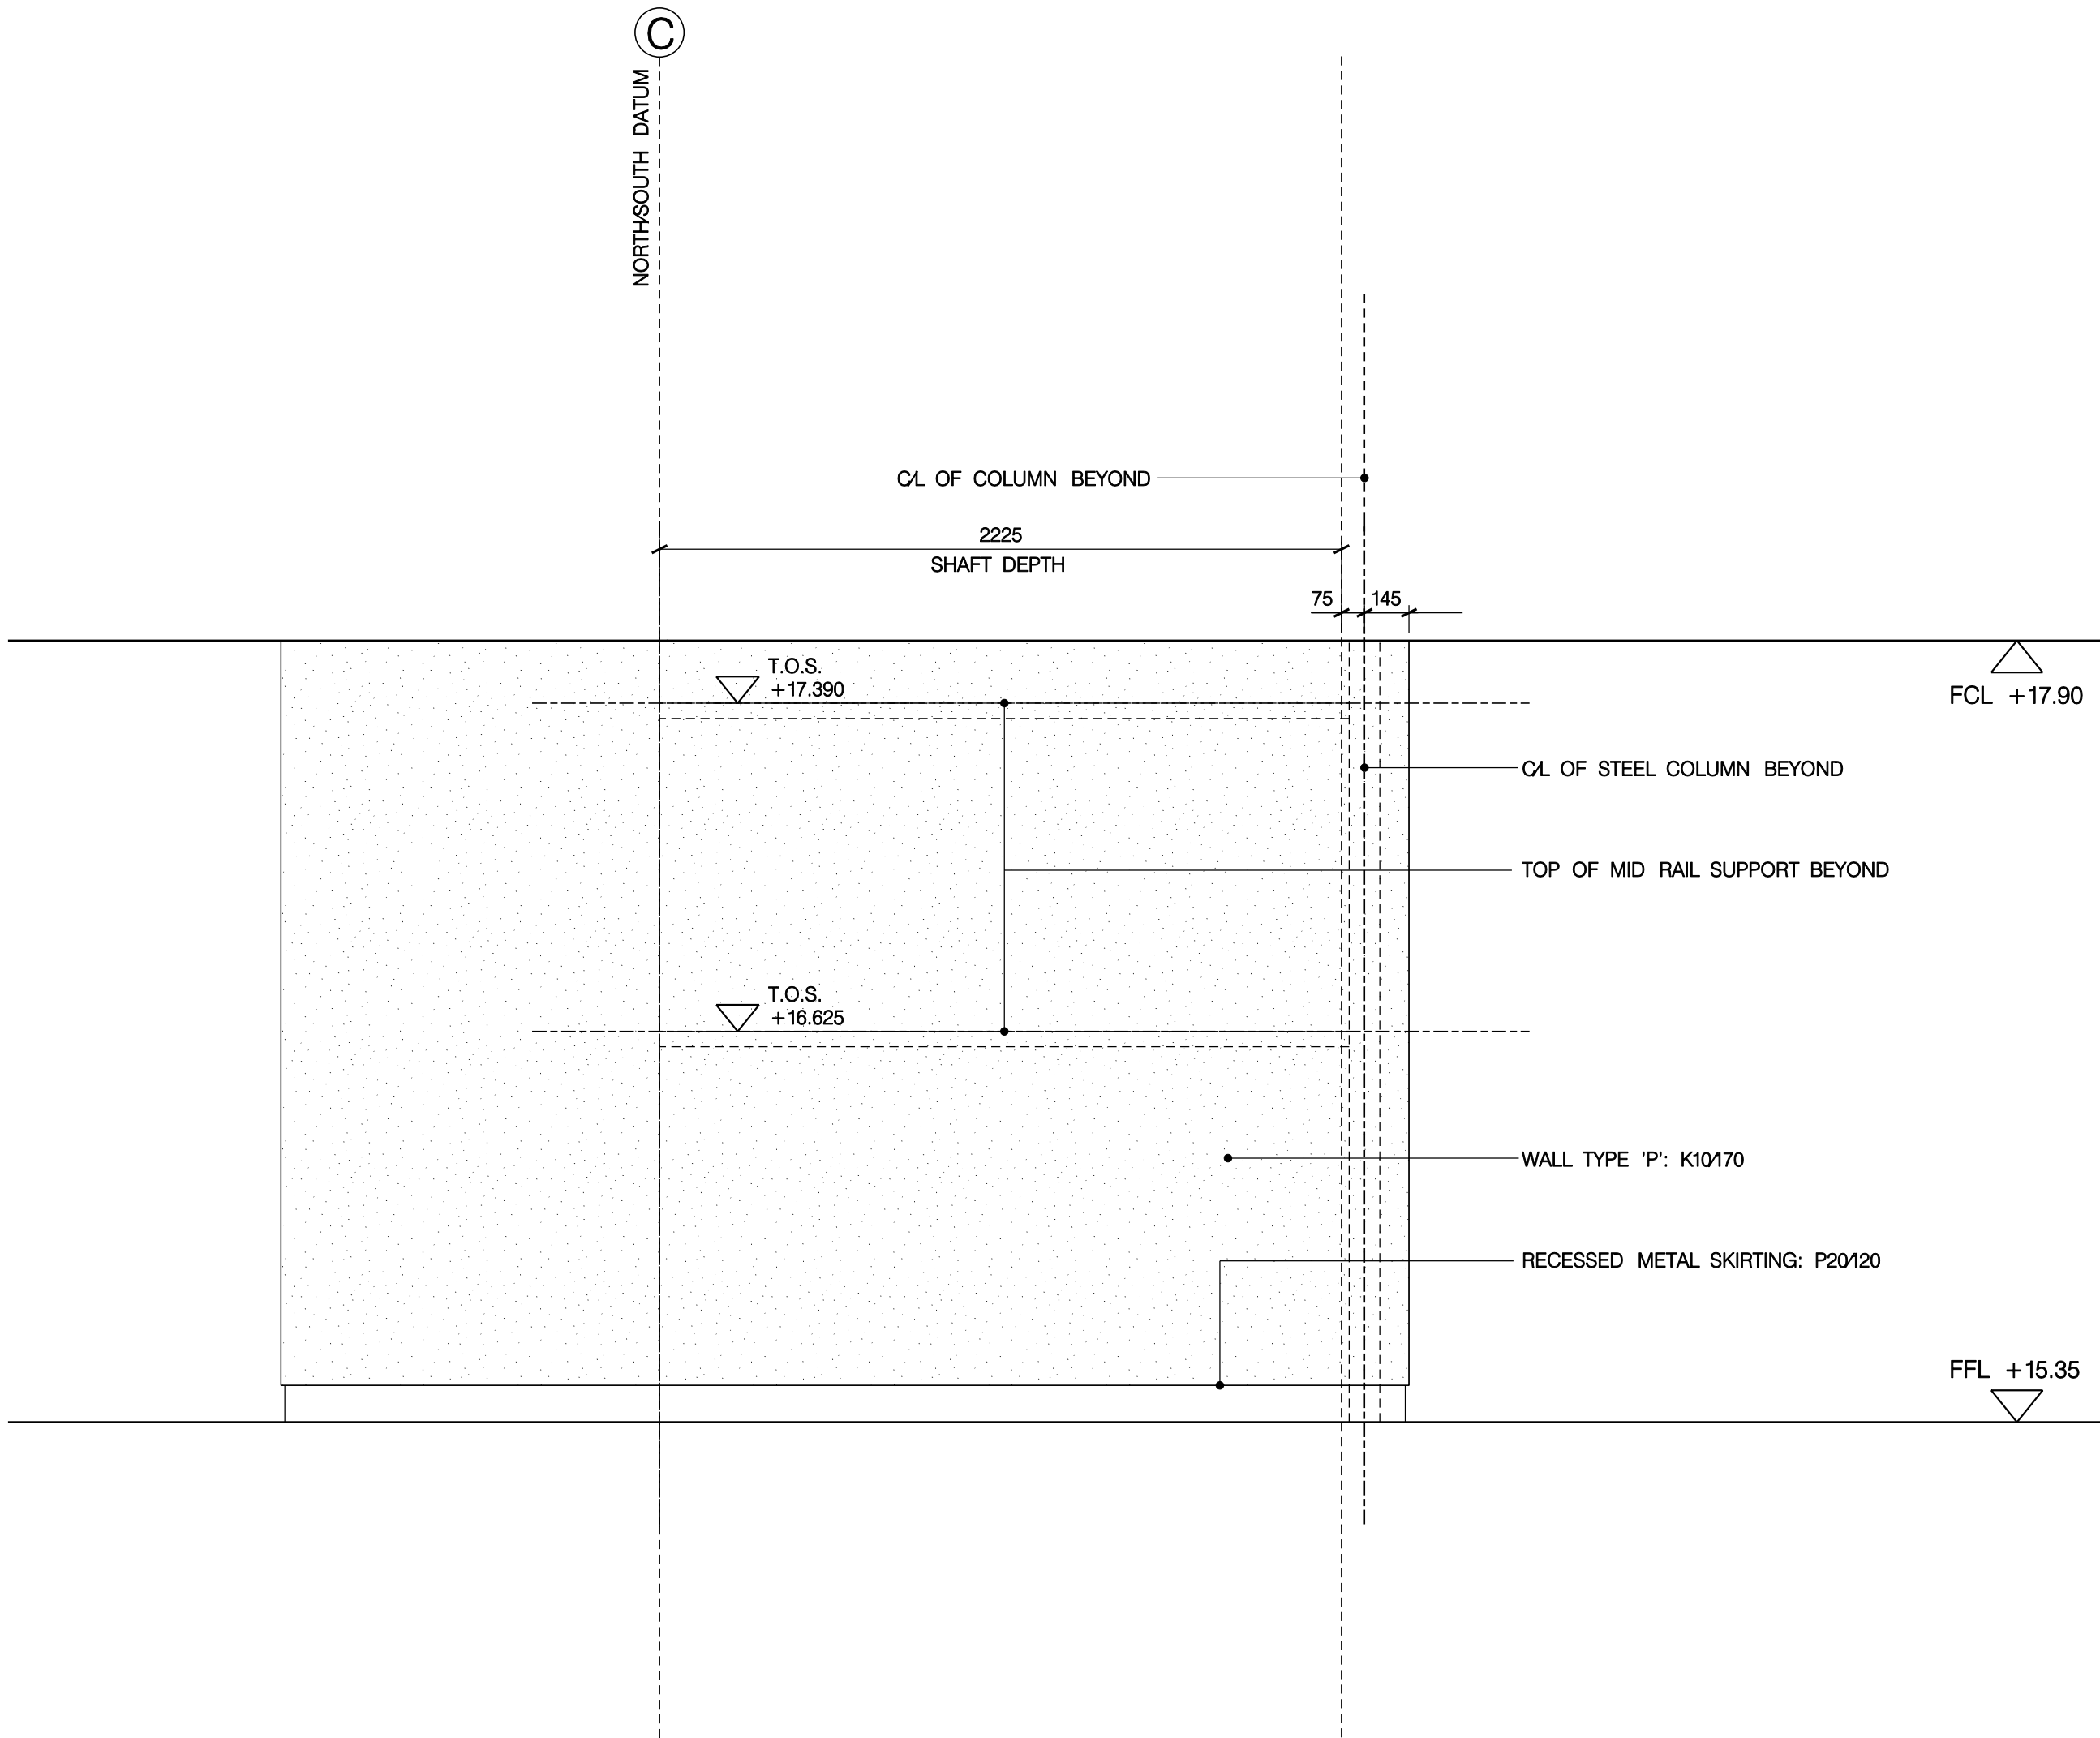 C
NORTH/SOUTH DATUM
C/L OF COLUMN BEYOND
2225
SHAFT DEPTH
75
145
T.O.S.
+17.390
FCL +17.90
C/L OF STEEL COLUMN BEYOND
TOP OF MID RAIL SUPPORT BEYOND
T.O.S.
+16.625
WALL TYPE 'P': K10/170
RECESSED METAL SKIRTING: P20/120
FFL +15.35